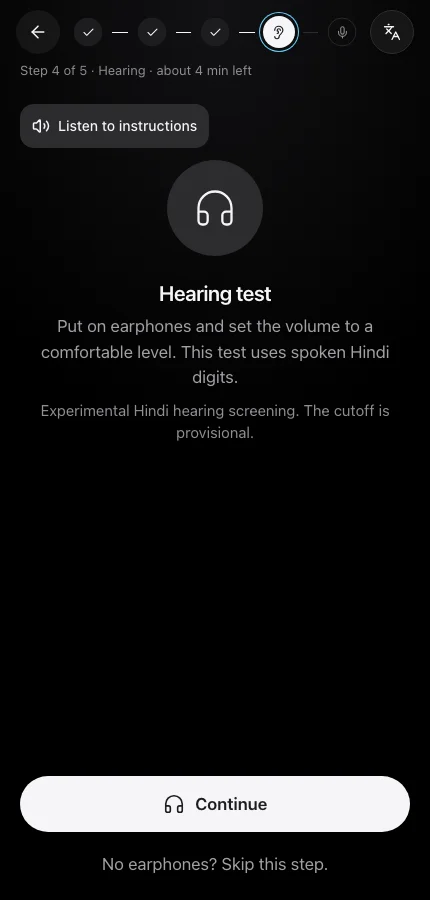 Step 4 of 5 · Hearing · about 4 min left
Listen to instructions
Hearing test
Put on earphones and set the volume to a
comfortable level. This test uses spoken Hindi
digits.
Experimental Hindi hearing screening. The cutoff is
provisional.
Continue
No earphones? Skip this step.